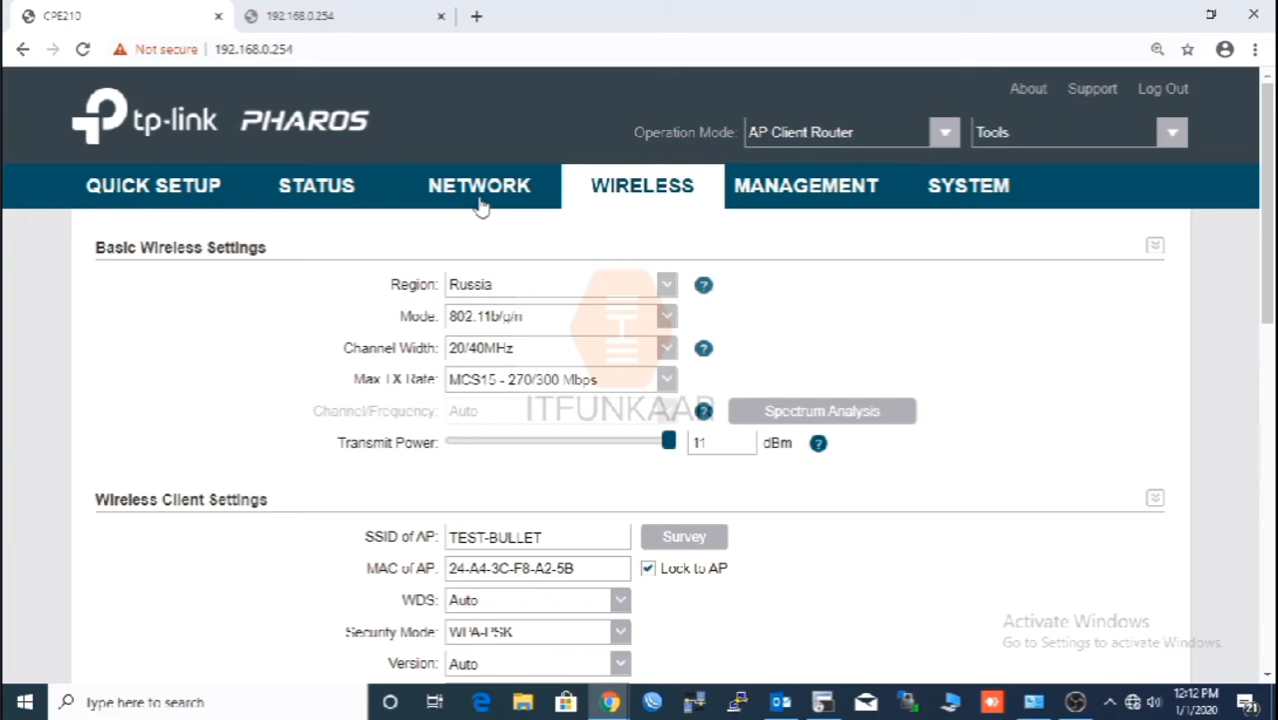 CPE210
192.168.0.254
Not secure | 192.168.0.254
About Support Log Out
tp-link PHAROS
Operation Mode: AP Client Router Tools
QUICK SETUP STATUS NETWORK WIRELESS MANAGEMENT SYSTEM
Basic Wireless Settings
Region: Russia ?
Mode: 802.11b/g/n
Channel Width: 20/40MHz ?
Max TX Rate: MCS15 - 270/300 Mbps
Channel/Frequency: Auto ? Spectrum Analysis
ITFUNKAAR
Transmit Power: 11 dBm ?
Wireless Client Settings
SSID of AP: TEST-BULLET Survey
MAC of AP: 24-A4-3C-F8-A2-5B Lock to AP
WDS: Auto
Security Mode: WPA-PSK
Version: Auto
Activate Windows
Go to Settings to activate Windows.
Type here to search
12:12 PM
1/1/2020
21